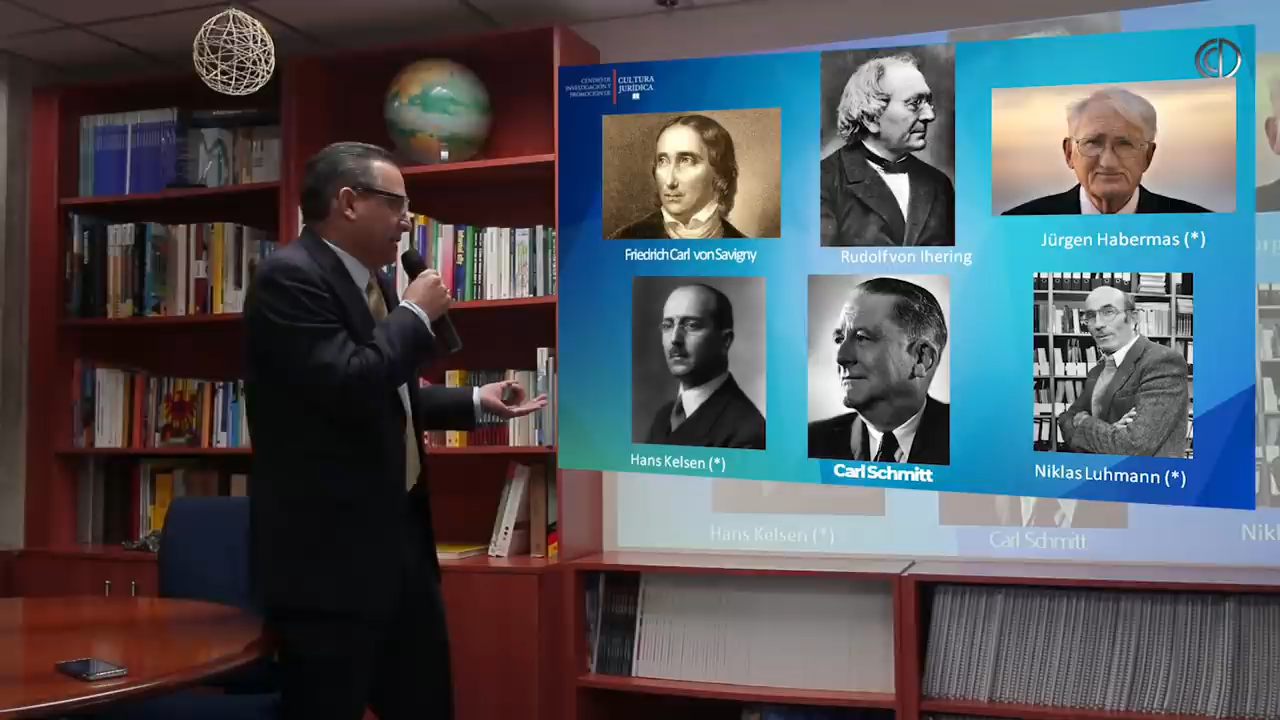 CENTRO DE
INVESTIGACIÓN Y
PROMOCIÓN DE
CULTURA
JURÍDICA
Friedrich Carl von Savigny
Rudolf von Ihering
Jürgen Habermas (*)
Hans Kelsen (*)
Carl Schmitt
Niklas Luhmann (*)
Hans Kelsen (*)
Carl Schmitt
Nikl